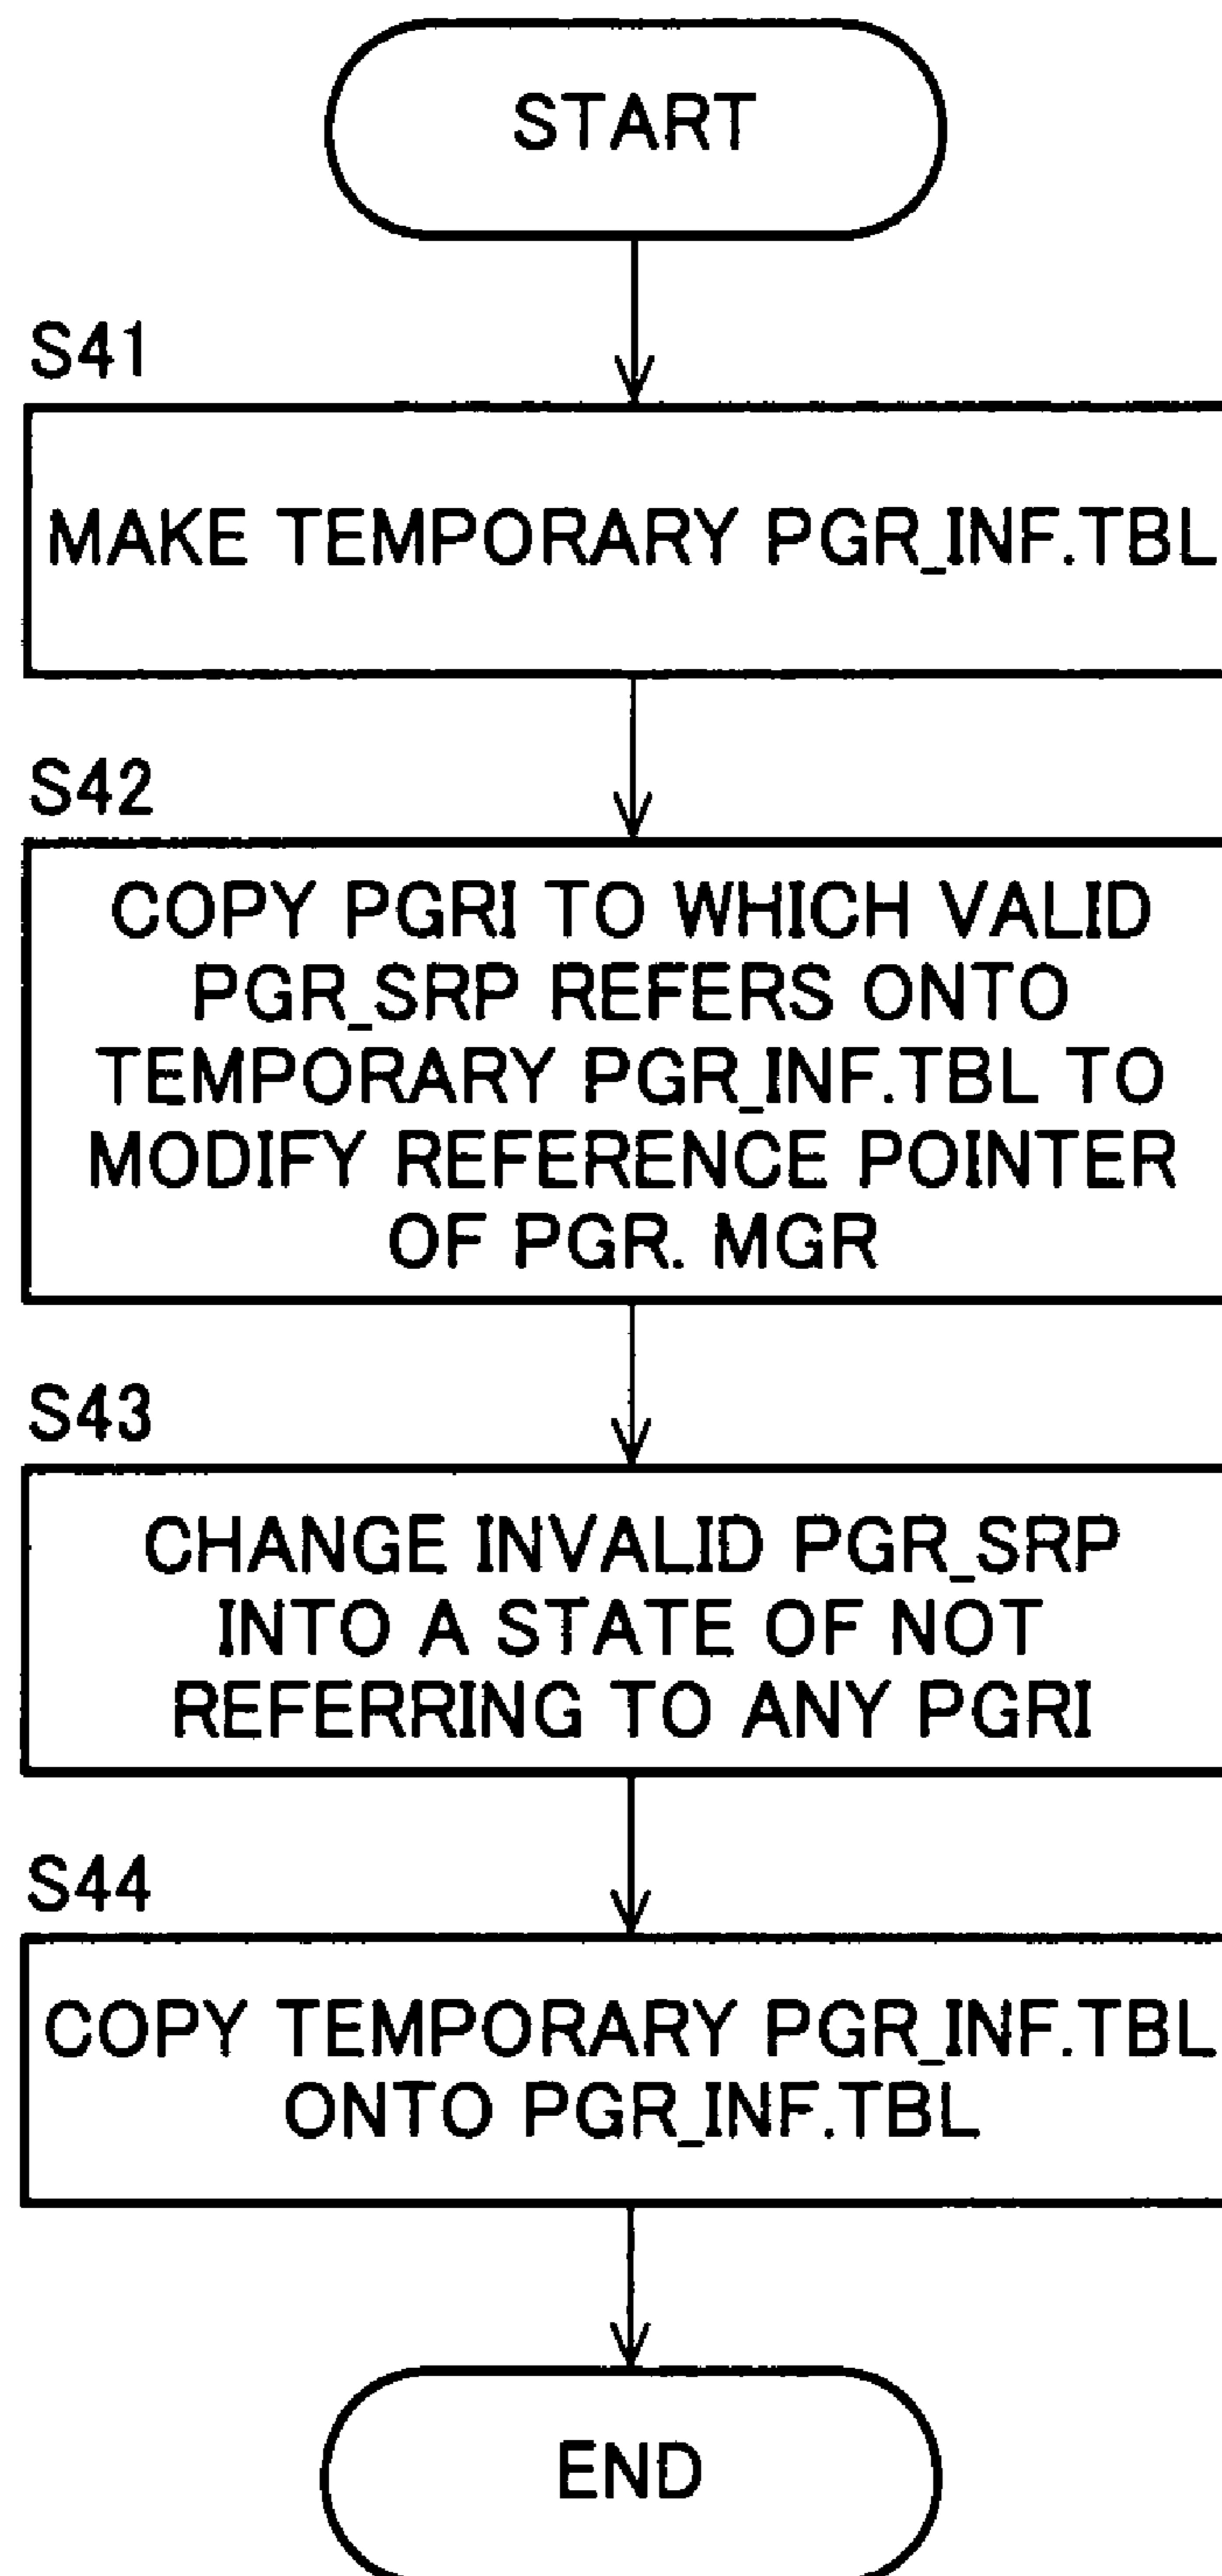 START
S41
MAKE TEMPORARY PGR_INF.TBL
S42
COPY PGRI TO WHICH VALID
PGR_SRP REFERS ONTO
TEMPORARY PGR_INF.TBL TO
MODIFY REFERENCE POINTER
OF PGR. MGR
S43
CHANGE INVALID PGR_SRP
INTO A STATE OF NOT
REFERRING TO ANY PGRI
S44
COPY TEMPORARY PGR_INF.TBL
ONTO PGR_INF.TBL
END